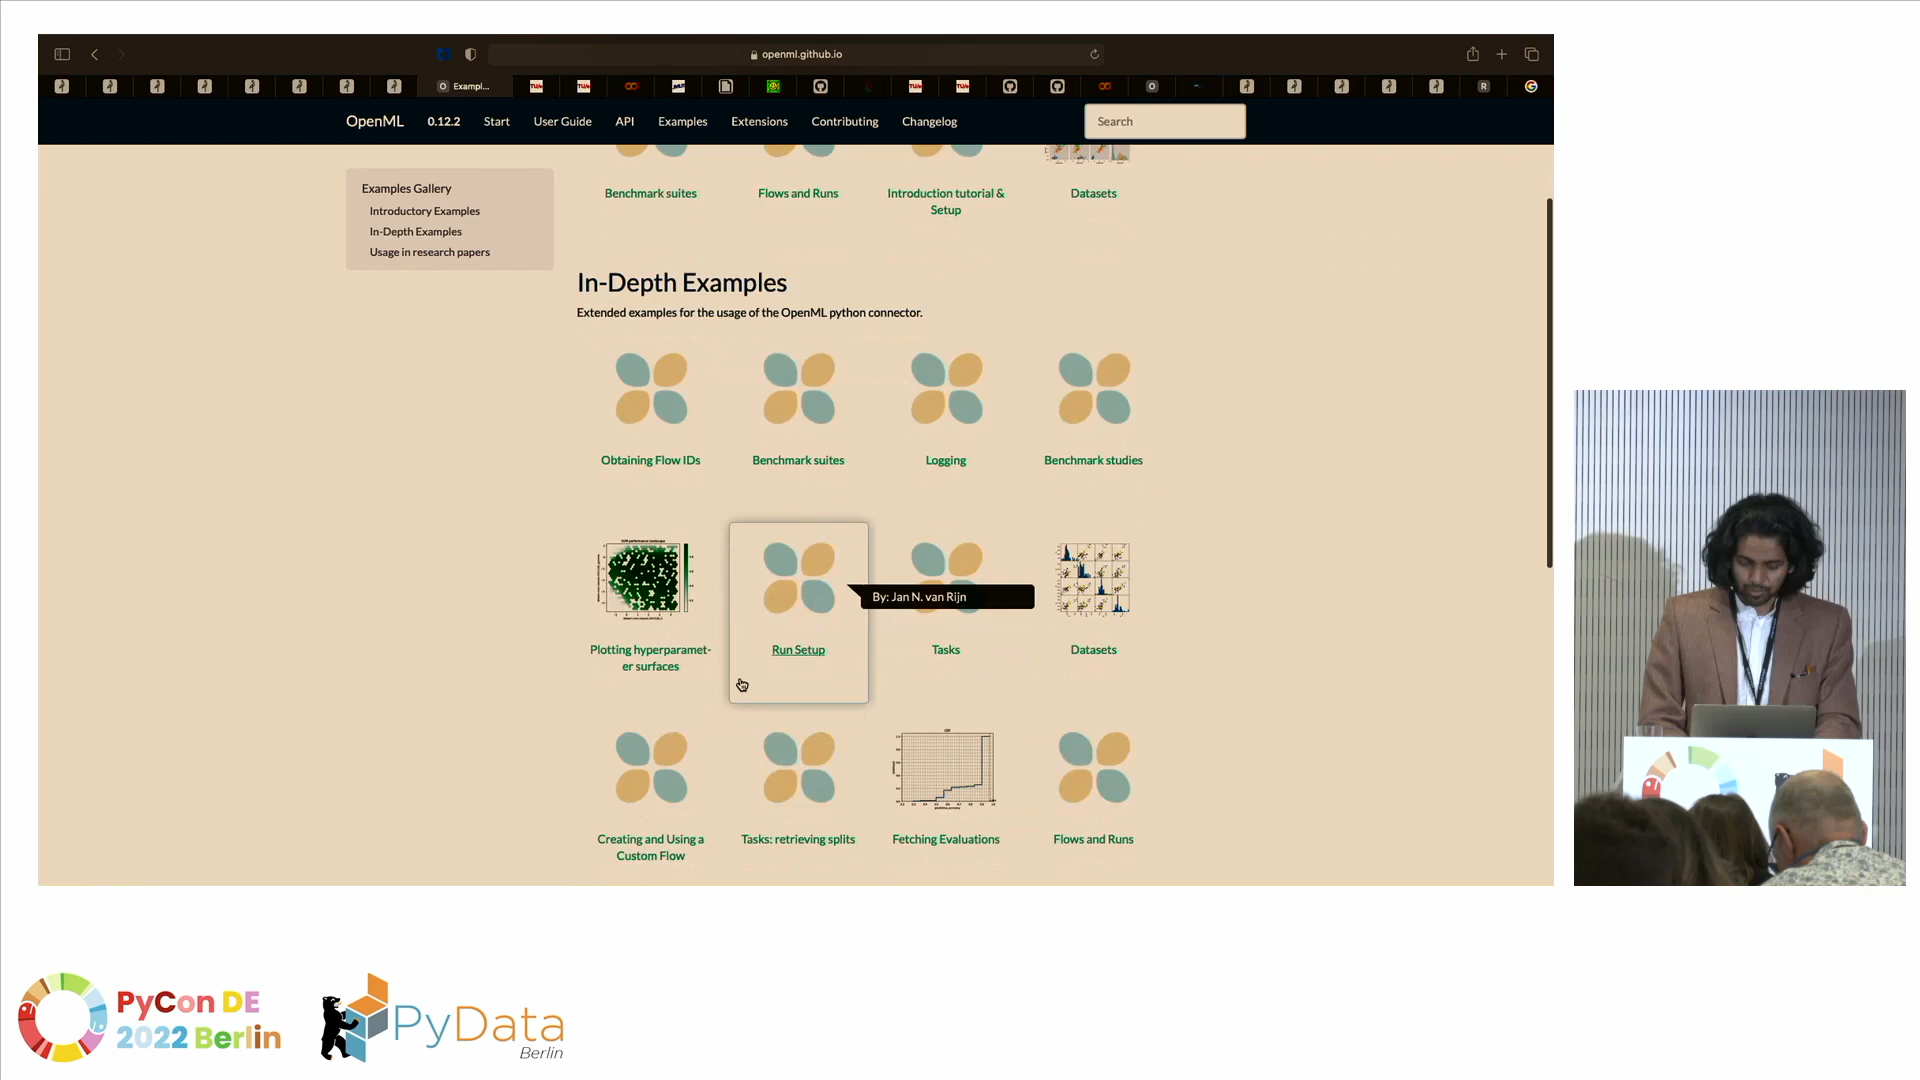 openml.github.io
O Exampl...
OpenML 0.12.2 Start User Guide API Examples Extensions Contributing Changelog
Search
Examples Gallery
Introductory Examples
In-Depth Examples
Usage in research papers
Benchmark suites
Flows and Runs
Introduction tutorial &
Setup
Datasets
In-Depth Examples
Extended examples for the usage of the OpenML python connector.
Obtaining Flow IDs
Benchmark suites
Logging
Benchmark studies
By: Jan N. van Rijn
Plotting hyperparamet-
er surfaces
Run Setup
Tasks
Datasets
Creating and Using a
Custom Flow
Tasks: retrieving splits
Fetching Evaluations
Flows and Runs
PyCon DE
2022 Berlin
PyData
Berlin